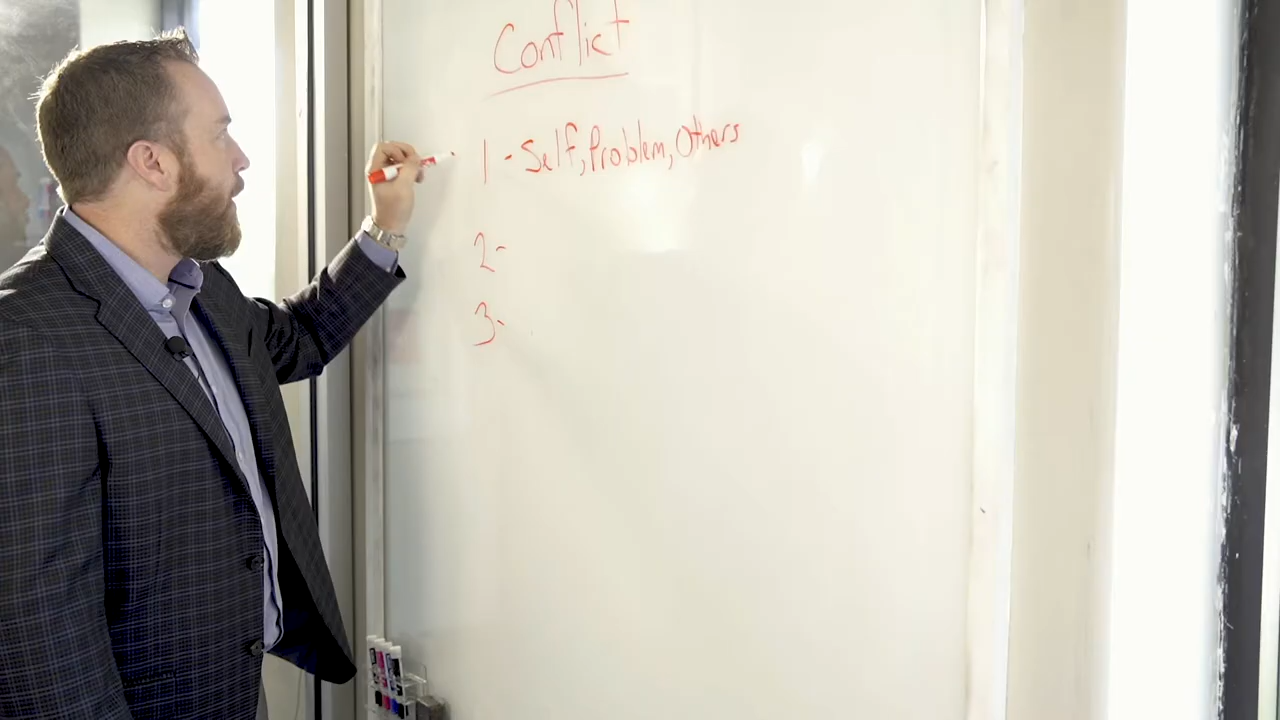 Conflict
1 - Self, Problem, Others
2-
3-